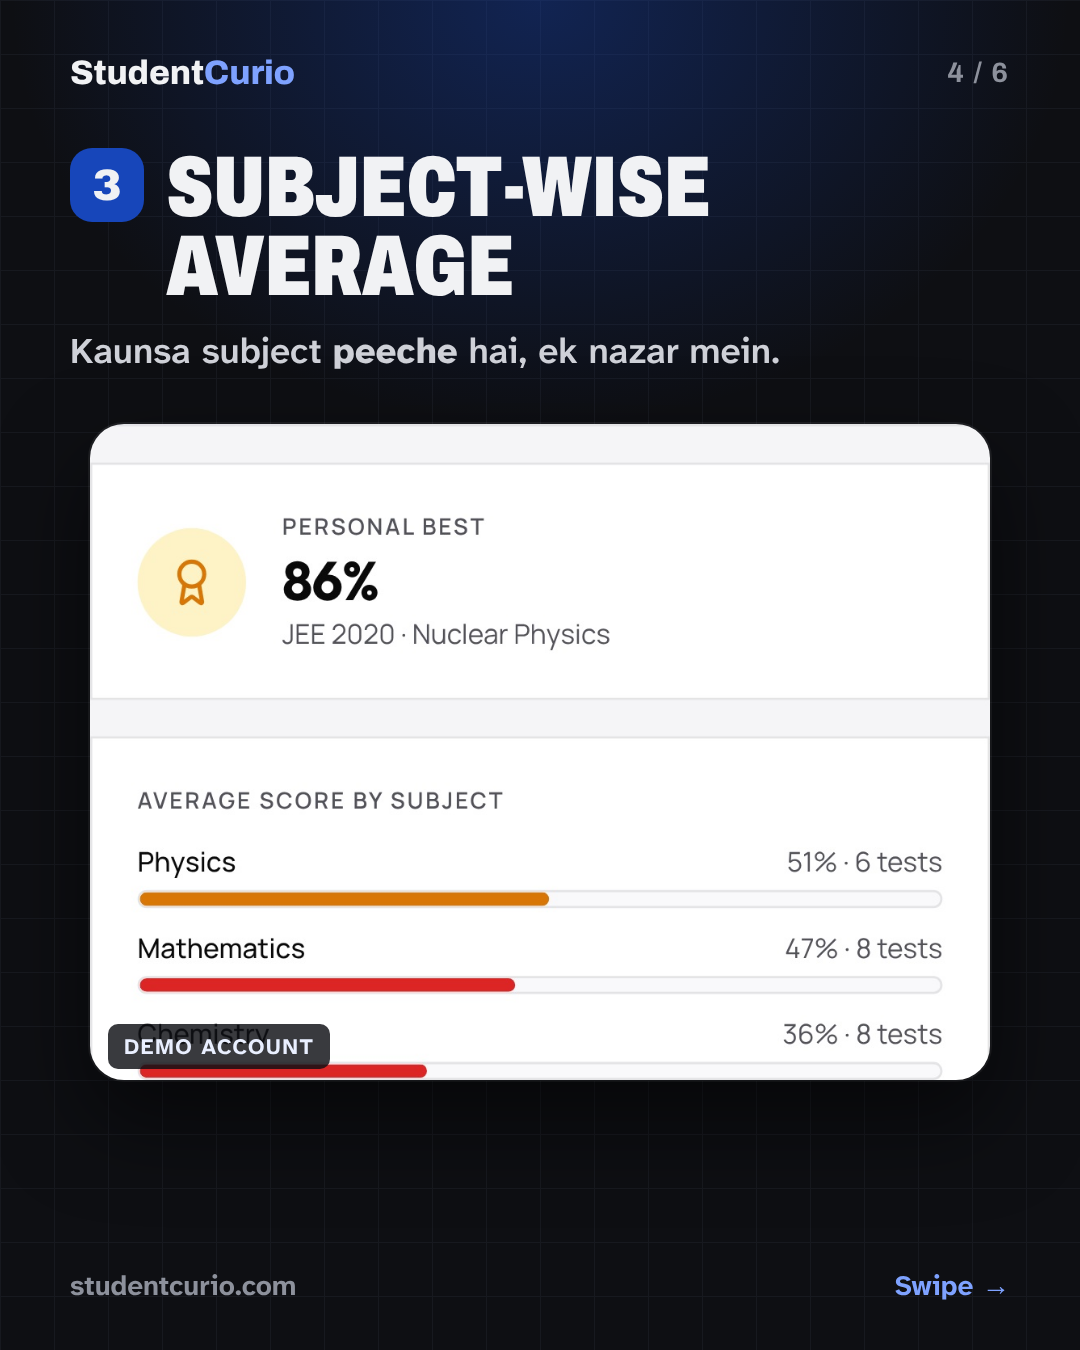 StudentCurio
4 / 6
3
SUBJECT-WISE
AVERAGE
Kaunsa subject peeche hai, ek nazar mein.
PERSONAL BEST
86%
JEE 2020 · Nuclear Physics
AVERAGE SCORE BY SUBJECT
Physics 51% · 6 tests
Mathematics 47% · 8 tests
Chemistry 36% · 8 tests
DEMO ACCOUNT
studentcurio.com
Swipe →